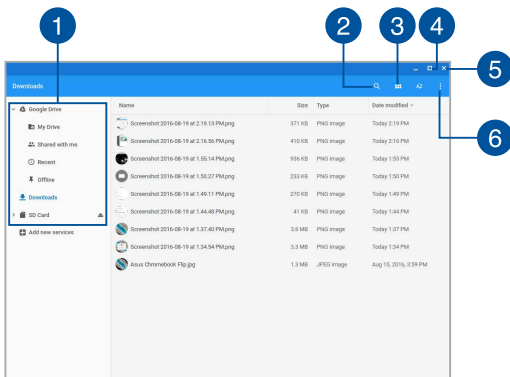 1
2
3
4
5
6
Downloads
Google Drive
My Drive
Shared with me
Recent
Offline
Downloads
SD Card
Add new services
Name Size Type Date modified
Screenshot 2016-08-19 at 2.19.13 PM.png 371 KB PNG image Today 2:19 PM
Screenshot 2016-08-19 at 2.16.56 PM.png 410 KB PNG image Today 2:16 PM
Screenshot 2016-08-19 at 1.55.14 PM.png 936 KB PNG image Today 1:55 PM
Screenshot 2016-08-19 at 1.50.27 PM.png 233 KB PNG image Today 1:50 PM
Screenshot 2016-08-19 at 1.49.11 PM.png 270 KB PNG image Today 1:49 PM
Screenshot 2016-08-19 at 1.44.48 PM.png 41 KB PNG image Today 1:44 PM
Screenshot 2016-08-19 at 1.37.40 PM.png 3.8 MB PNG image Today 1:37 PM
Screenshot 2016-08-19 at 1.34.54 PM.png 3.3 MB PNG image Today 1:34 PM
Asus Chromebook Flip.jpg 1.3 MB JPEG image Aug 15, 2016, 3:59 PM